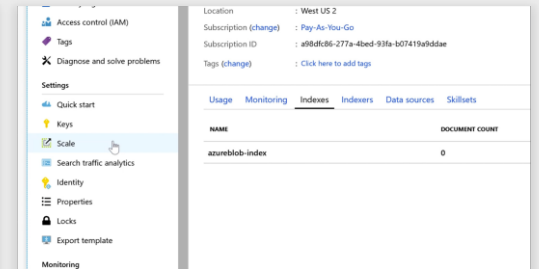 Access control (IAM)
Tags
Diagnose and solve problems
Settings
Quick start
Keys
Scale
Search traffic analytics
Identity
Properties
Locks
Export template
Monitoring
Location : West US 2
Subscription (change) : Pay-As-You-Go
Subscription ID : a98dfc86-277a-4bed-93fa-b07419a9ddae
Tags (change) : Click here to add tags
Usage Monitoring Indexes Indexers Data sources Skillsets
NAME DOCUMENT COUNT
azureblob-index 0